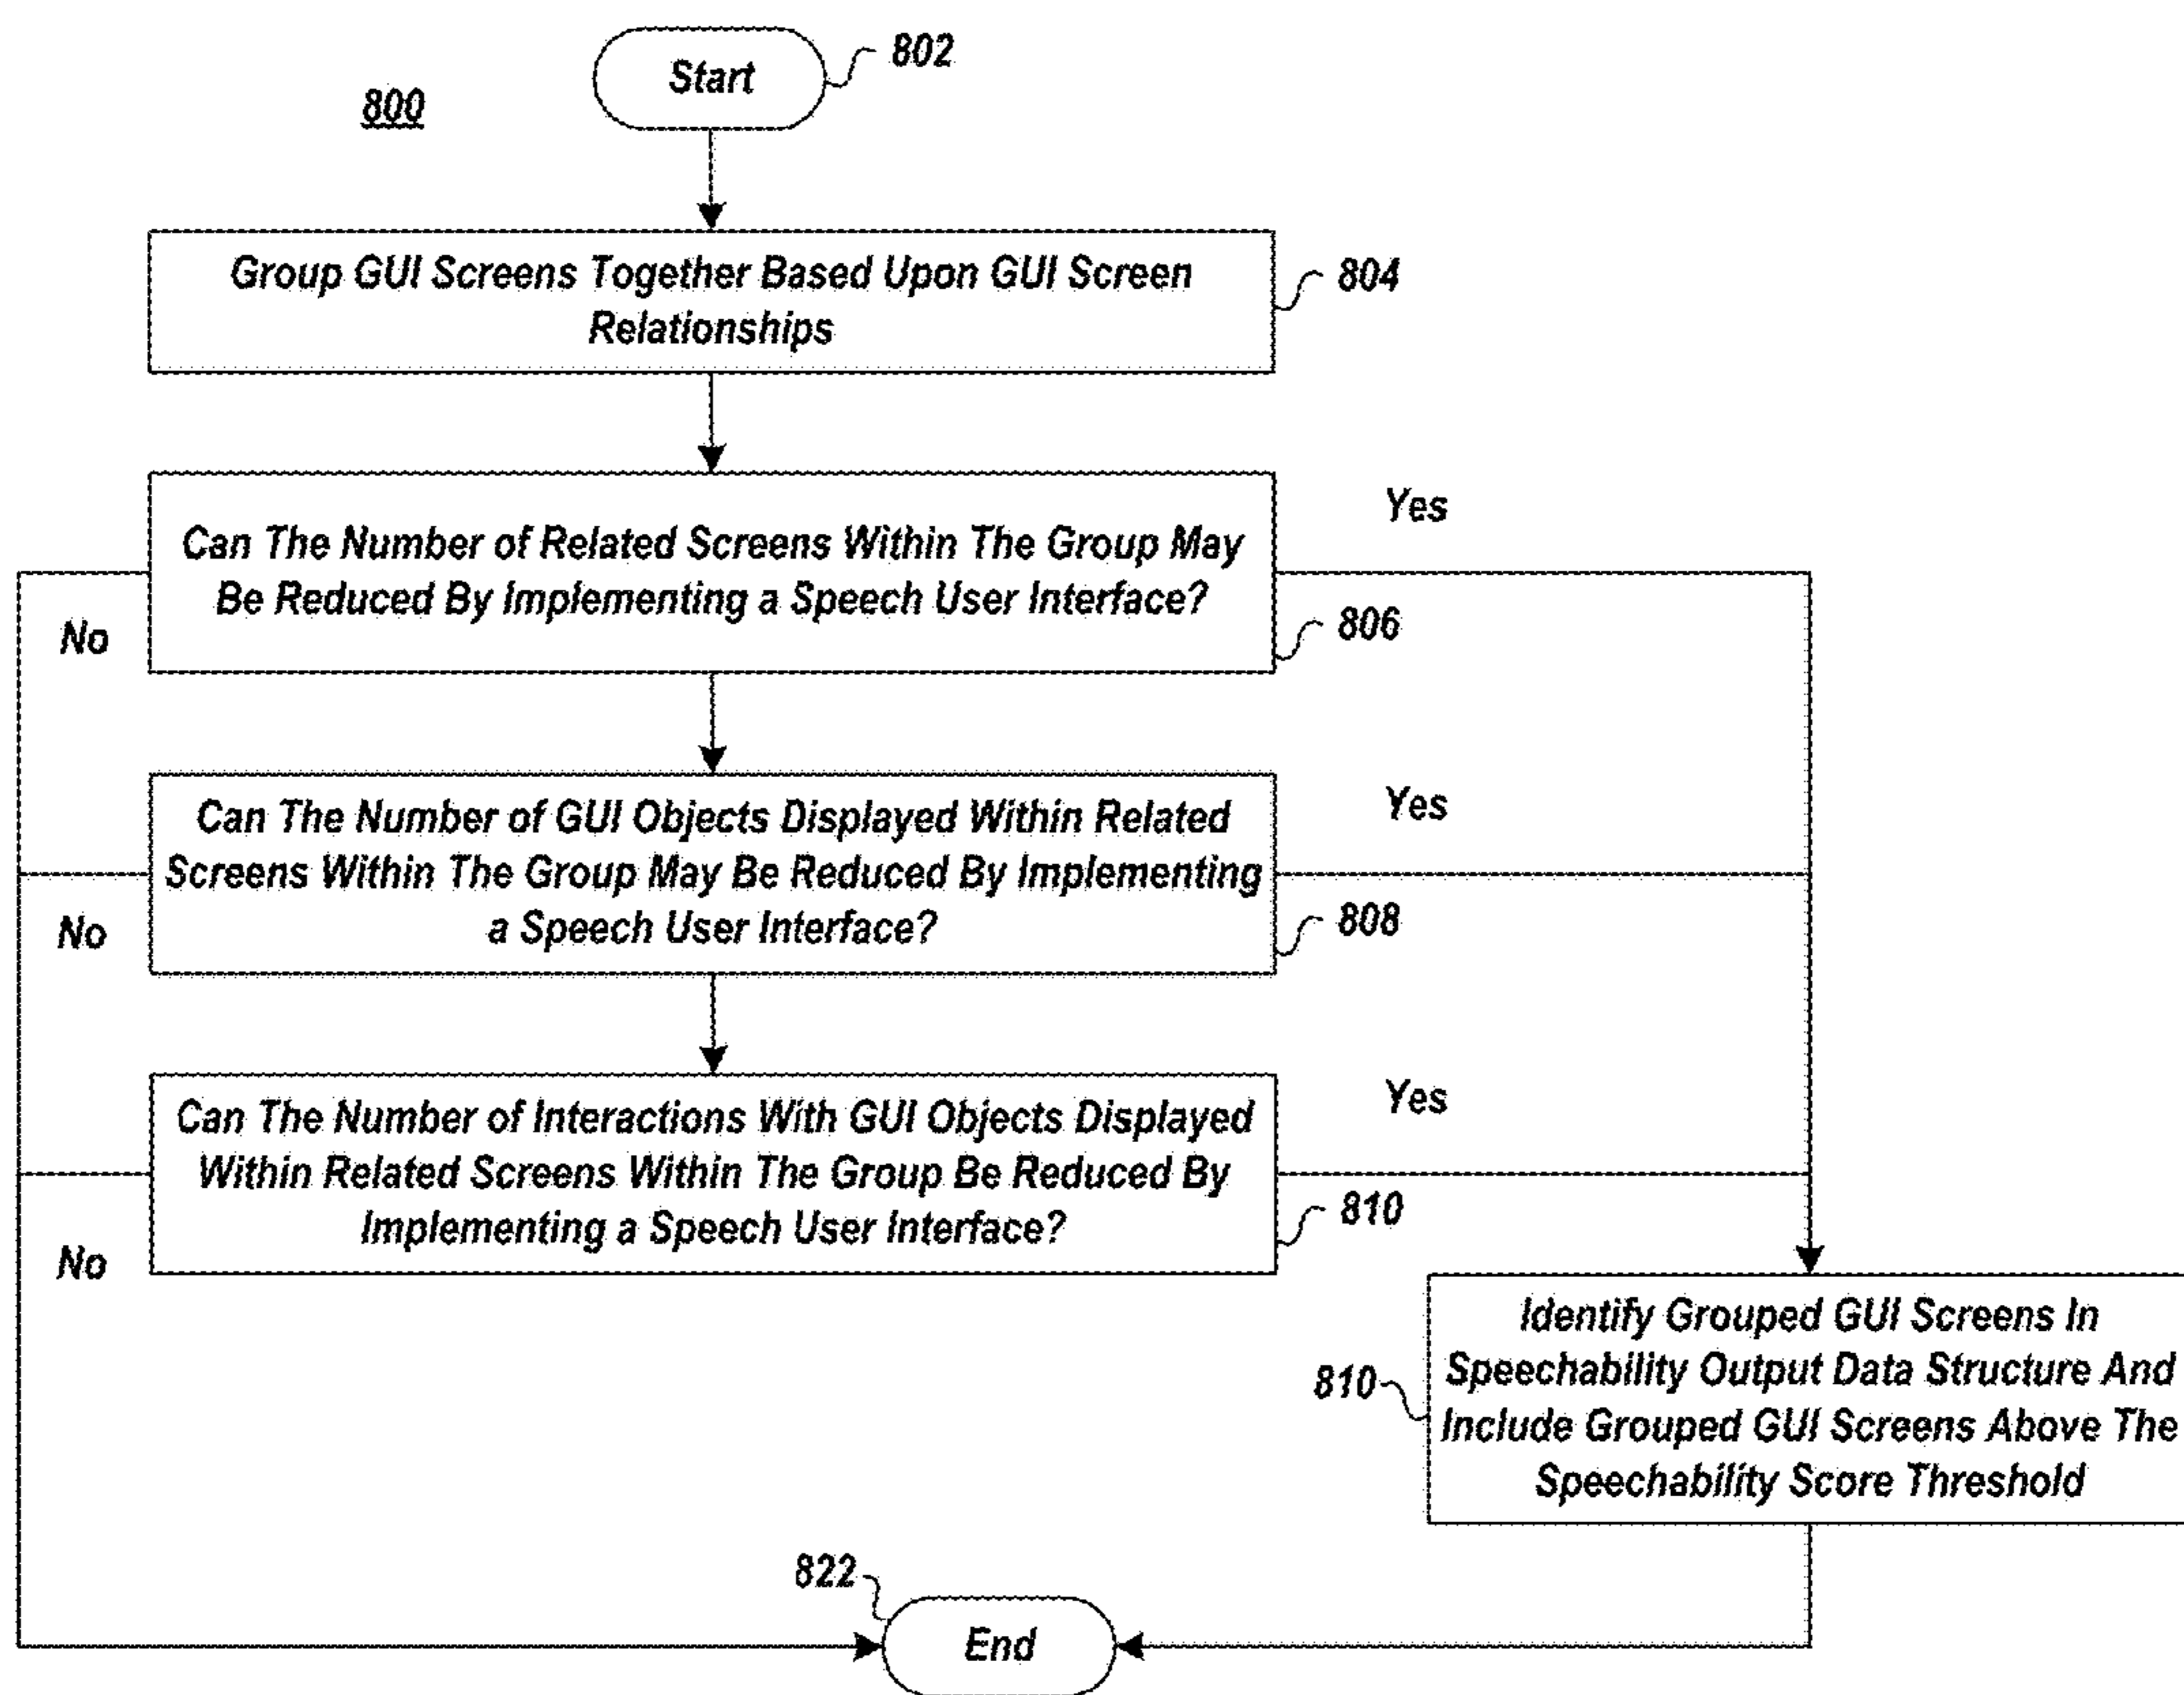 802
Start
800
Group GUI Screens Together Based Upon GUI Screen
Relationships
804
Yes
Can The Number of Related Screens Within The Group May
Be Reduced By Implementing a Speech User Interface?
806
No
Yes
Can The Number of GUI Objects Displayed Within Related
Screens Within The Group May Be Reduced By Implementing
a Speech User Interface?
808
No
Yes
Can The Number of Interactions With GUI Objects Displayed
Within Related Screens Within The Group Be Reduced By
Implementing a Speech User Interface?
810
No
Identify Grouped GUI Screens In
Speechability Output Data Structure And
Include Grouped GUI Screens Above The
Speechability Score Threshold
810
822
End